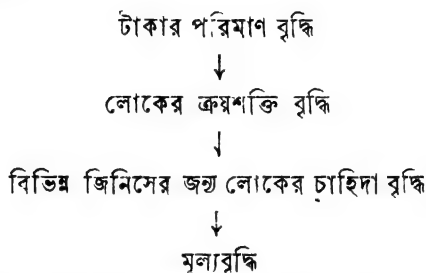 টাকার পরিমাণ বৃদ্ধি
↓
লোকের ক্রয়শক্তি বৃদ্ধি
↓
বিভিন্ন জিনিসের জন্য লোকের চাহিদা বৃদ্ধি
↓
মূল্যবৃদ্ধি